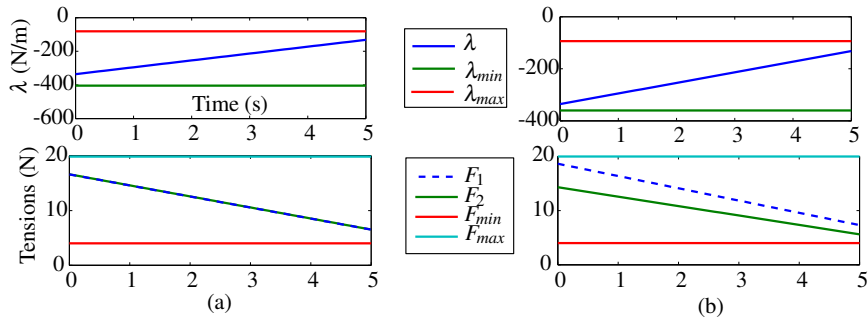 0
-200
-400
-600
λ (N/m)
Time (s)
0 1 2 3 4 5
λ
λmin
λmax
0
-200
-400
0 1 2 3 4 5
20
10
0
Tensions (N)
0 1 2 3 4 5
(a)
F1
F2
Fmin
Fmax
20
10
0
0 1 2 3 4 5
(b)